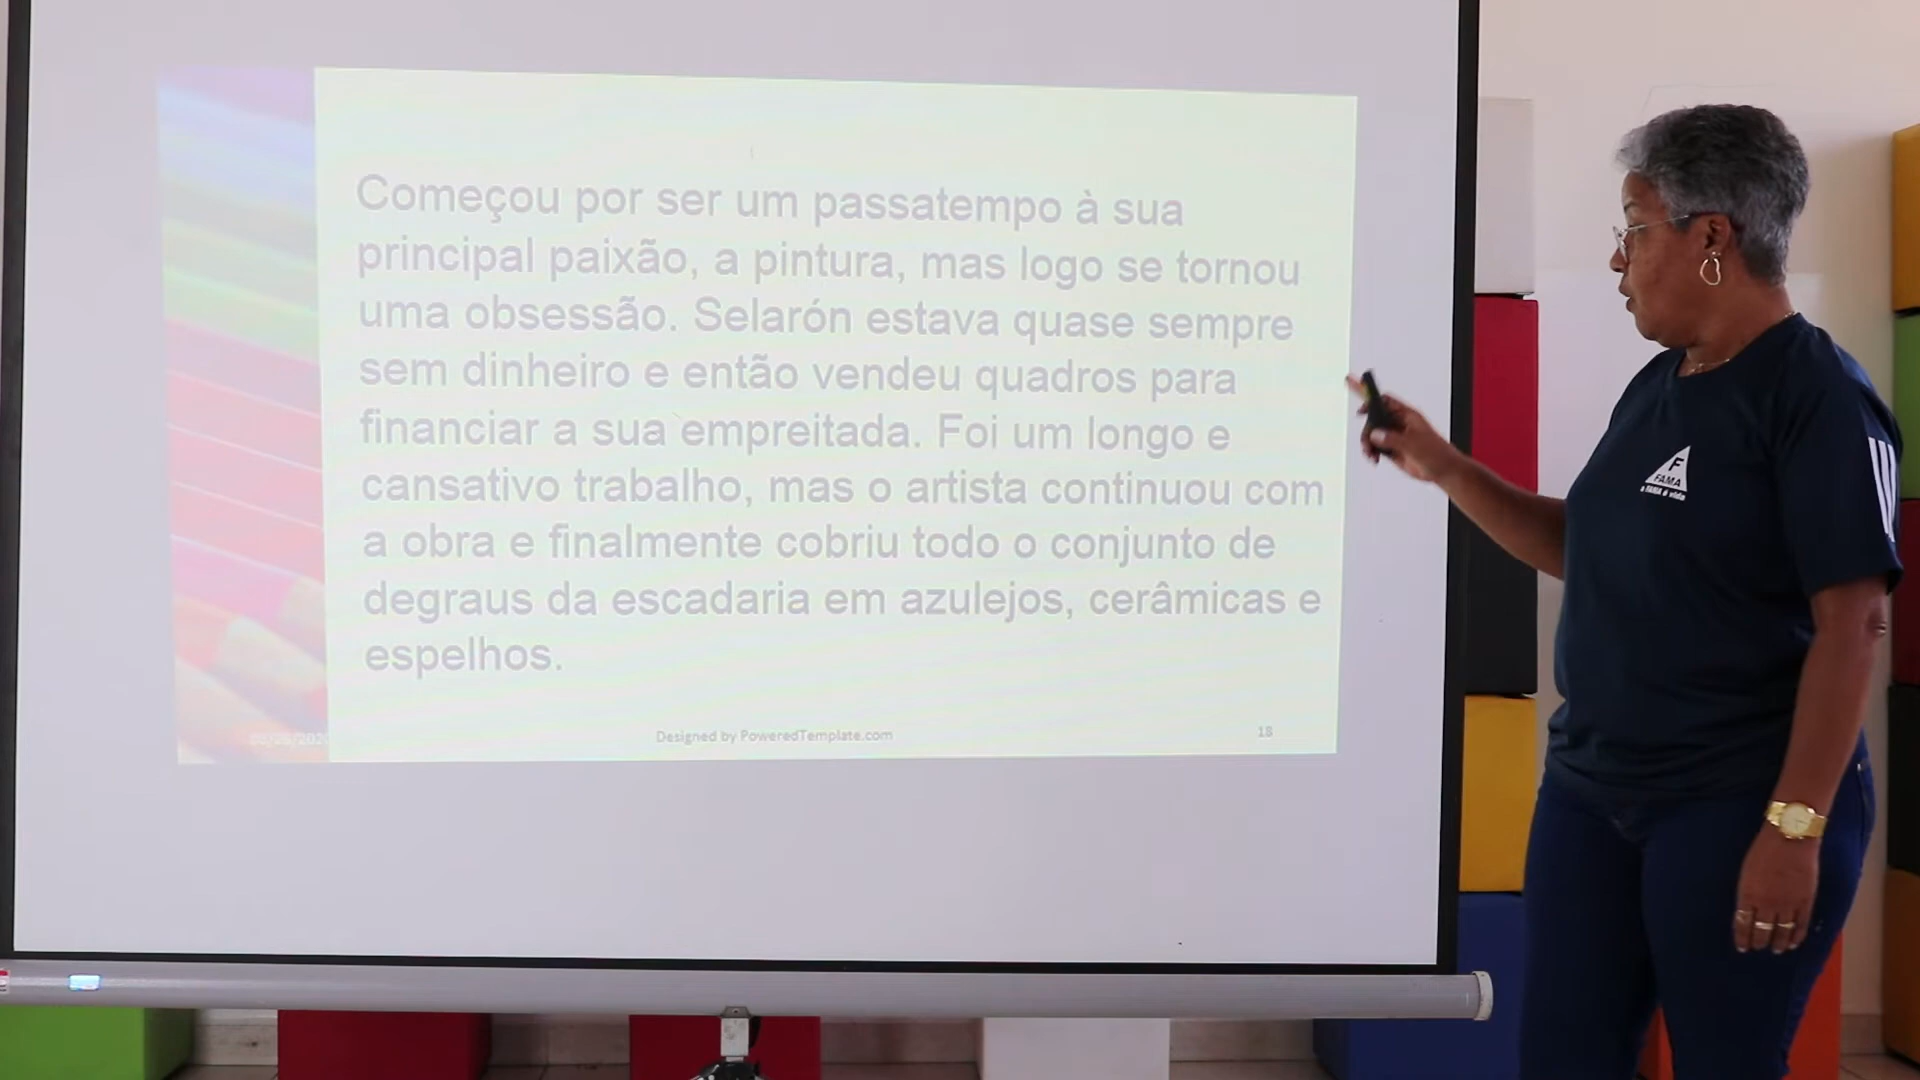 Começou por ser um passatempo à sua
principal paixão, a pintura, mas logo se tornou
uma obsessão. Selarón estava quase sempre
sem dinheiro e então vendeu quadros para
financiar a sua empreitada. Foi um longo e
cansativo trabalho, mas o artista continuou com
a obra e finalmente cobriu todo o conjunto de
degraus da escadaria em azulejos, cerâmicas e
espelhos.
Designed by PoweredTemplate.com
18
F
FAMA
a FAMA é vida